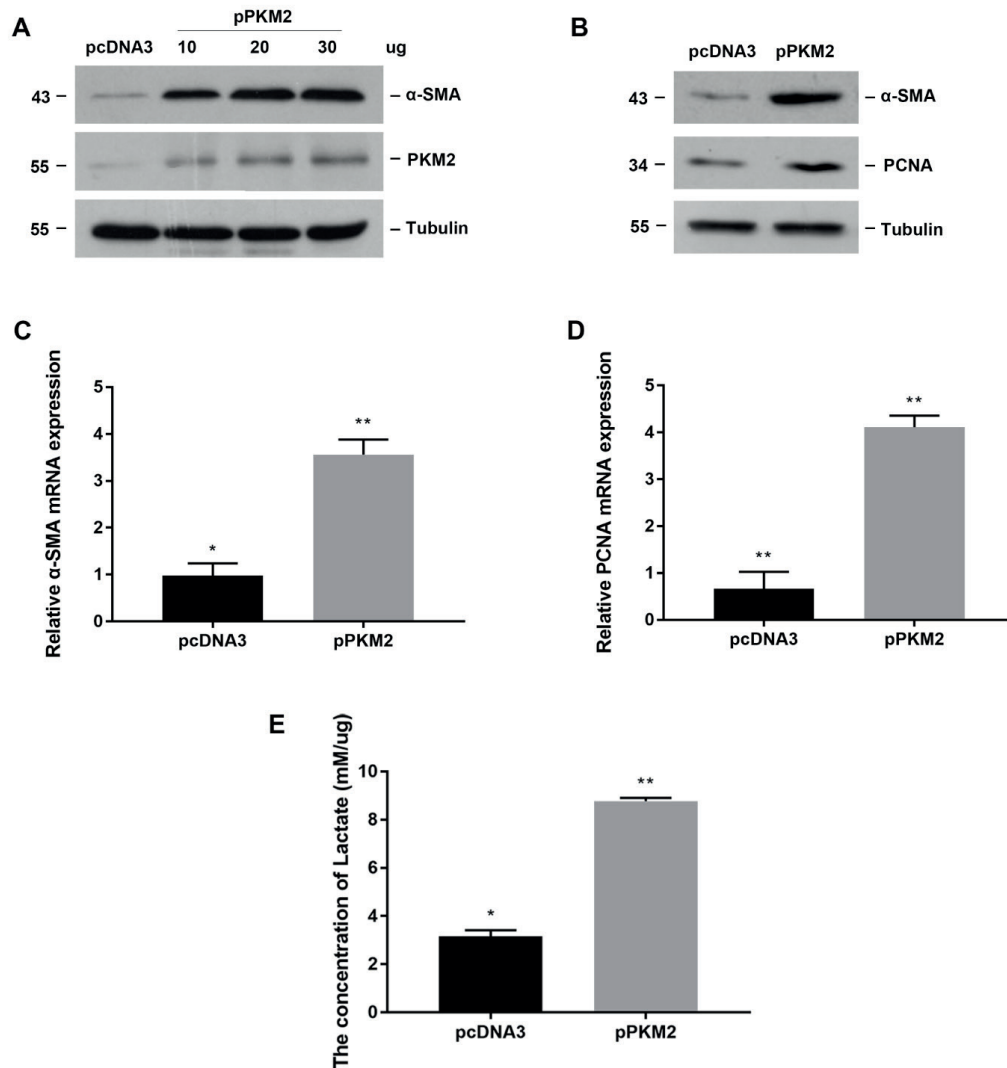 A
pPKM2
pcDNA3 10 20 30 ug
43 – – α-SMA
55 – – PKM2
55 – – Tubulin
B
pcDNA3 pPKM2
43 – – α-SMA
34 – – PCNA
55 – – Tubulin
C
Relative α-SMA mRNA expression
5
4
3
2
1
0
*
**
pcDNA3 pPKM2
D
Relative PCNA mRNA expression
5
4
3
2
1
0
**
**
pcDNA3 pPKM2
E
The concentration of Lactate (mM/ug)
10
8
6
4
2
0
*
**
pcDNA3 pPKM2